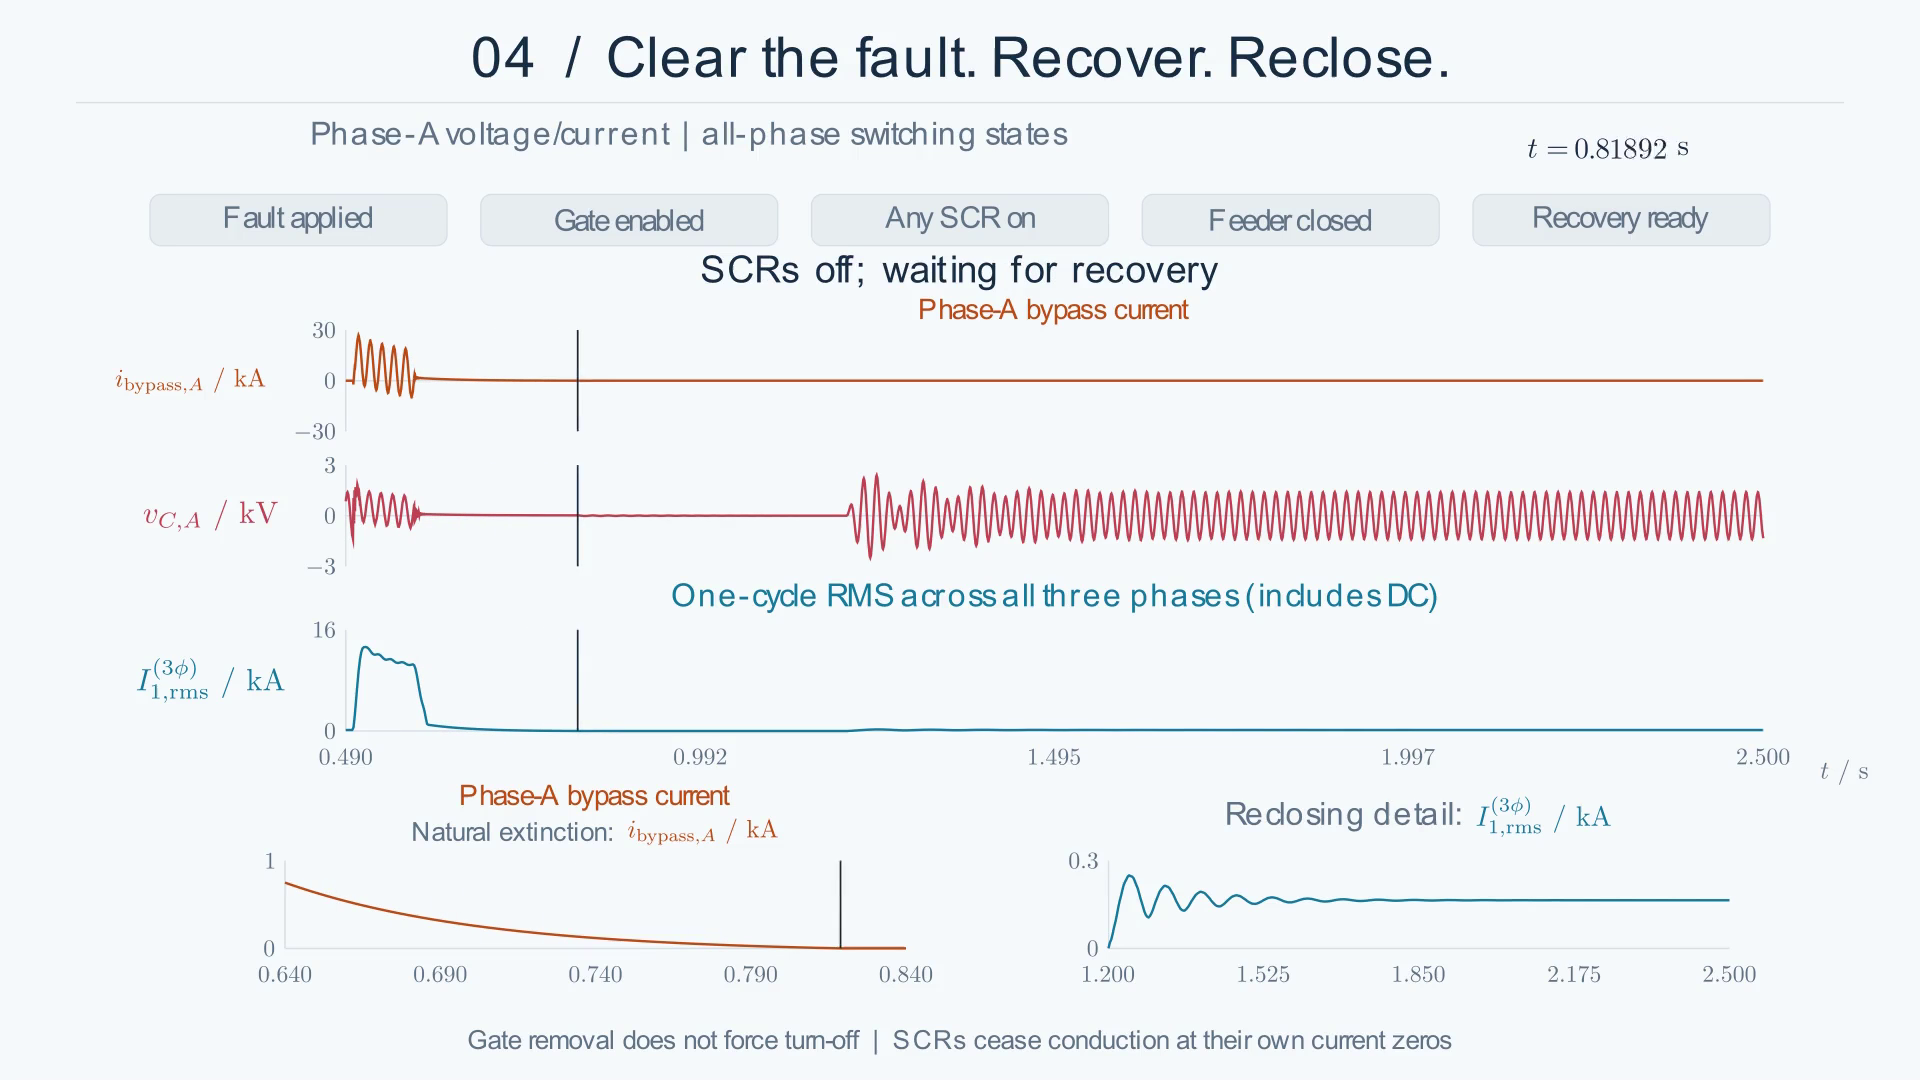 04 / Clear the fault. Recover. Reclose.
Phase-A voltage/current | all-phase switching states
t = 0.81892 s
Fault applied
Gate enabled
Any SCR on
Feeder closed
Recovery ready
SCRs off; waiting for recovery
Phase-A bypass current
30
0
−30
i_bypass,A / kA
3
0
−3
v_C,A / kV
One-cycle RMS across all three phases (includes DC)
16
0
I_1,rms^(3ϕ) / kA
0.490 0.992 1.495 1.997 2.500
t / s
Phase-A bypass current
Natural extinction: i_bypass,A / kA
1
0
0.640 0.690 0.740 0.790 0.840
Reclosing detail: I_1,rms^(3ϕ) / kA
0.3
0
1.200 1.525 1.850 2.175 2.500
Gate removal does not force turn-off | SCRs cease conduction at their own current zeros